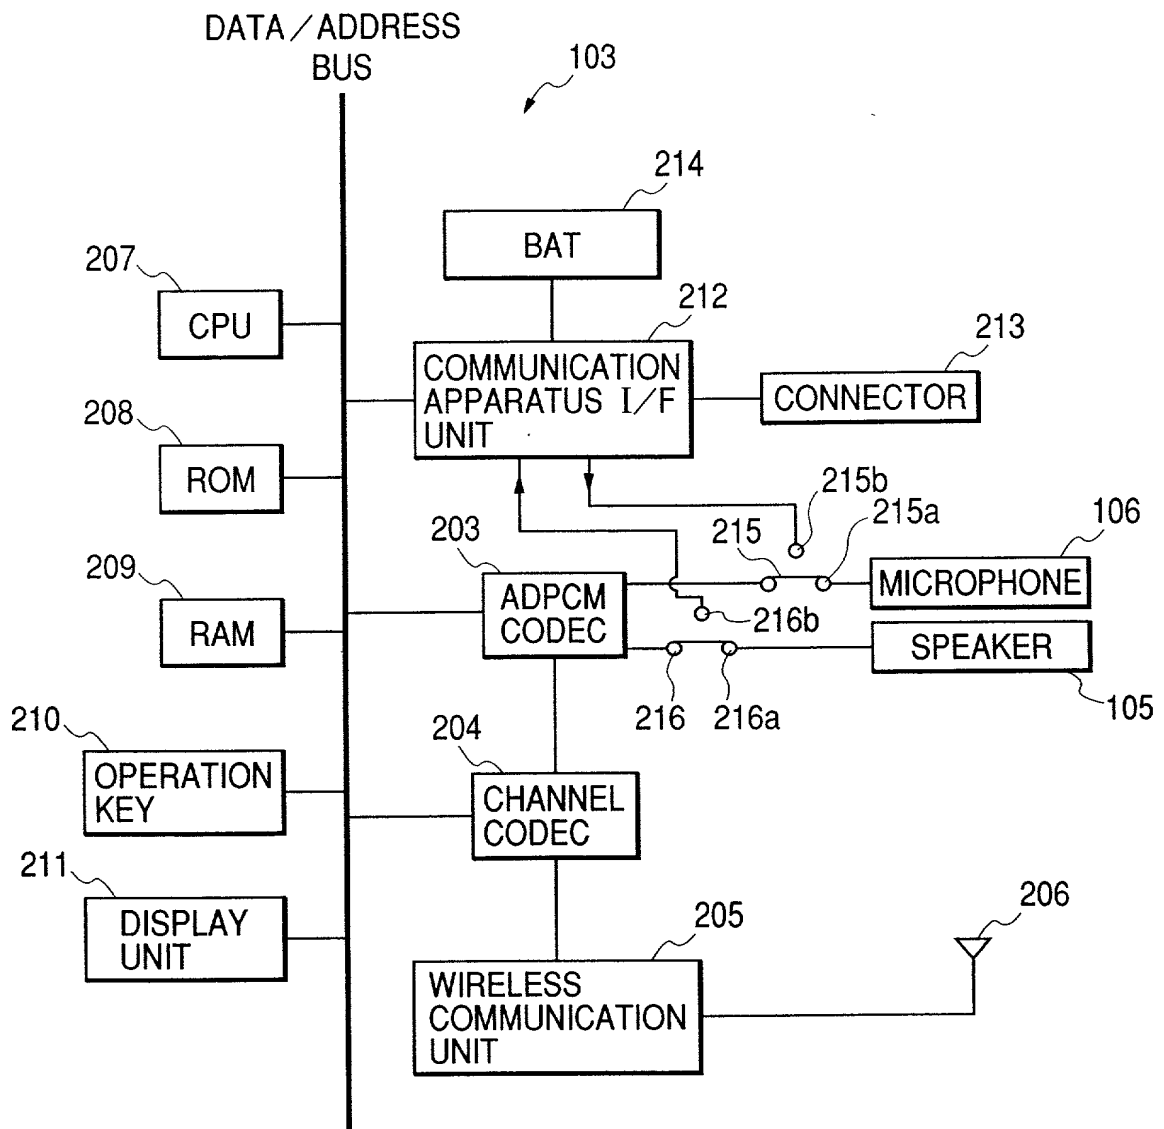 DATA/ADDRESS
BUS
103
214
BAT
207
CPU
212
COMMUNICATION
APPARATUS I/F
UNIT
213
CONNECTOR
208
ROM
215b
215a
215
106
MICROPHONE
203
ADPCM
CODEC
209
RAM
216b
SPEAKER
216
216a
105
210
OPERATION
KEY
204
CHANNEL
CODEC
211
DISPLAY
UNIT
205
WIRELESS
COMMUNICATION
UNIT
206